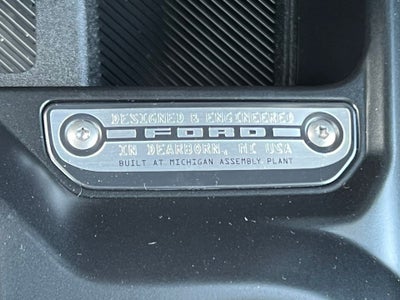 DESIGNED & ENGINEERED
FORD
IN DEARBORN, MI USA
BUILT AT MICHIGAN ASSEMBLY PLANT